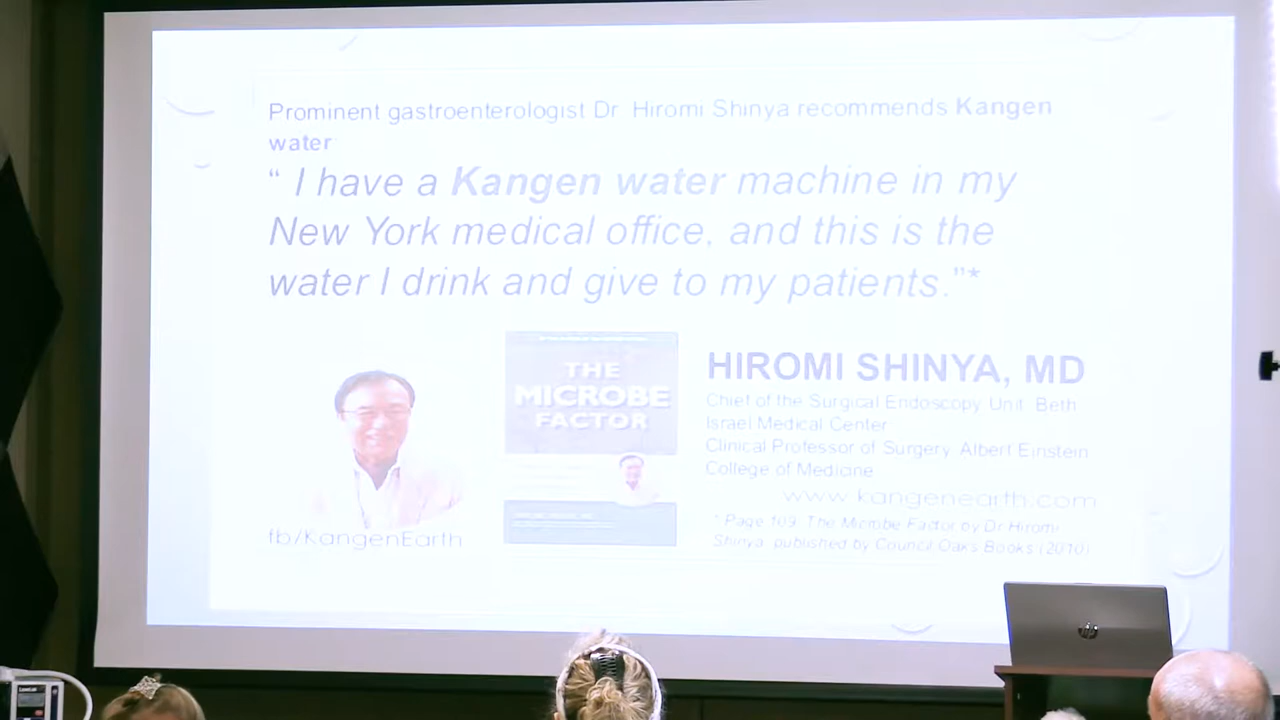 Prominent gastroenterologist Dr. Hiromi Shinya recommends Kangen
water
“ I have a Kangen water machine in my
New York medical office, and this is the
water I drink and give to my patients.”*
THE
MICROBE
FACTOR
HIROMI SHINYA, MD
Chief of the Surgical Endoscopy Unit Beth
Israel Medical Center
Clinical Professor of Surgery Albert Einstein
College of Medicine
www.kangenearth.com
* Page 109, The Microbe Factor by Dr Hiromi
Shinya, published by Council Oaks Books (2010)
fb/KangenEarth
hp